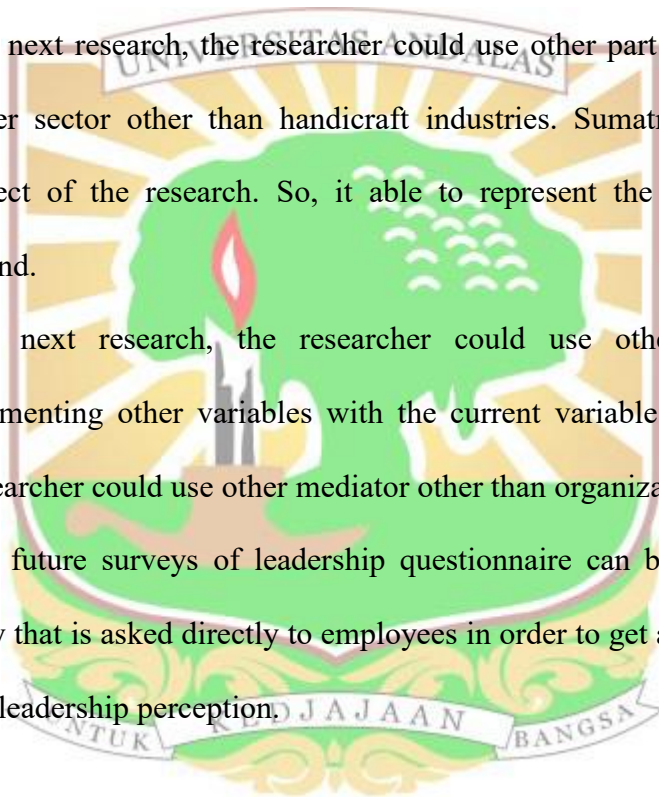 next research, the researcher could use other part
UNIVERSITAS ANDALAS
er sector other than handicraft industries. Sumatr
ect of the research. So, it able to represent the
nd.
next research, the researcher could use othe
menting other variables with the current variable
earcher could use other mediator other than organiza
future surveys of leadership questionnaire can b
y that is asked directly to employees in order to get a
leadership perception.
UNTUK KEDJAJAAN BANGSA